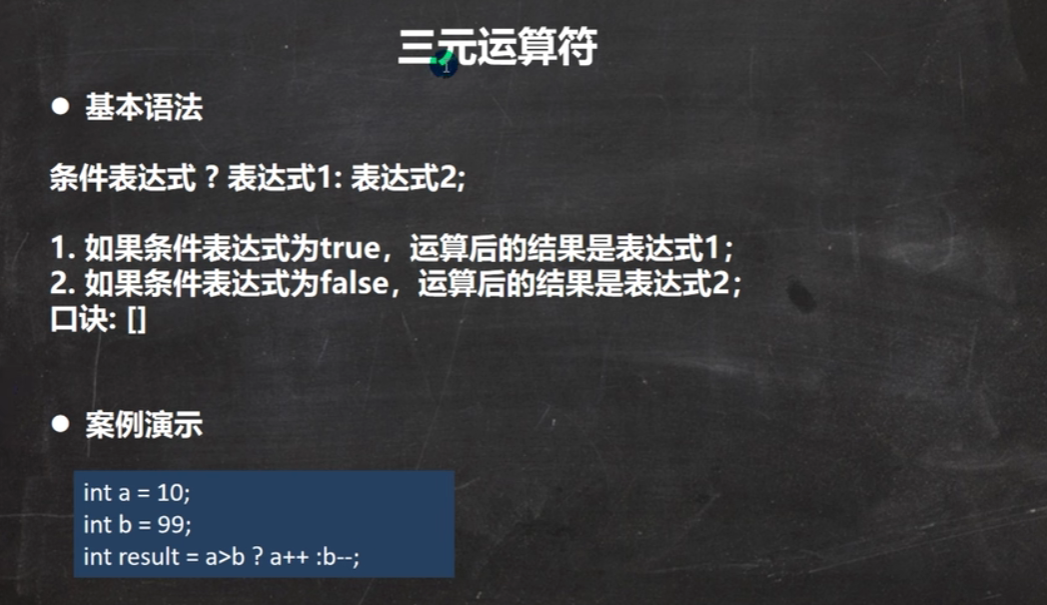 三元运算符
● 基本语法
条件表达式 ? 表达式1: 表达式2;
1. 如果条件表达式为true，运算后的结果是表达式1；
2. 如果条件表达式为false，运算后的结果是表达式2；
口诀: []
● 案例演示
int a = 10;
int b = 99;
int result = a>b ? a++ :b--;